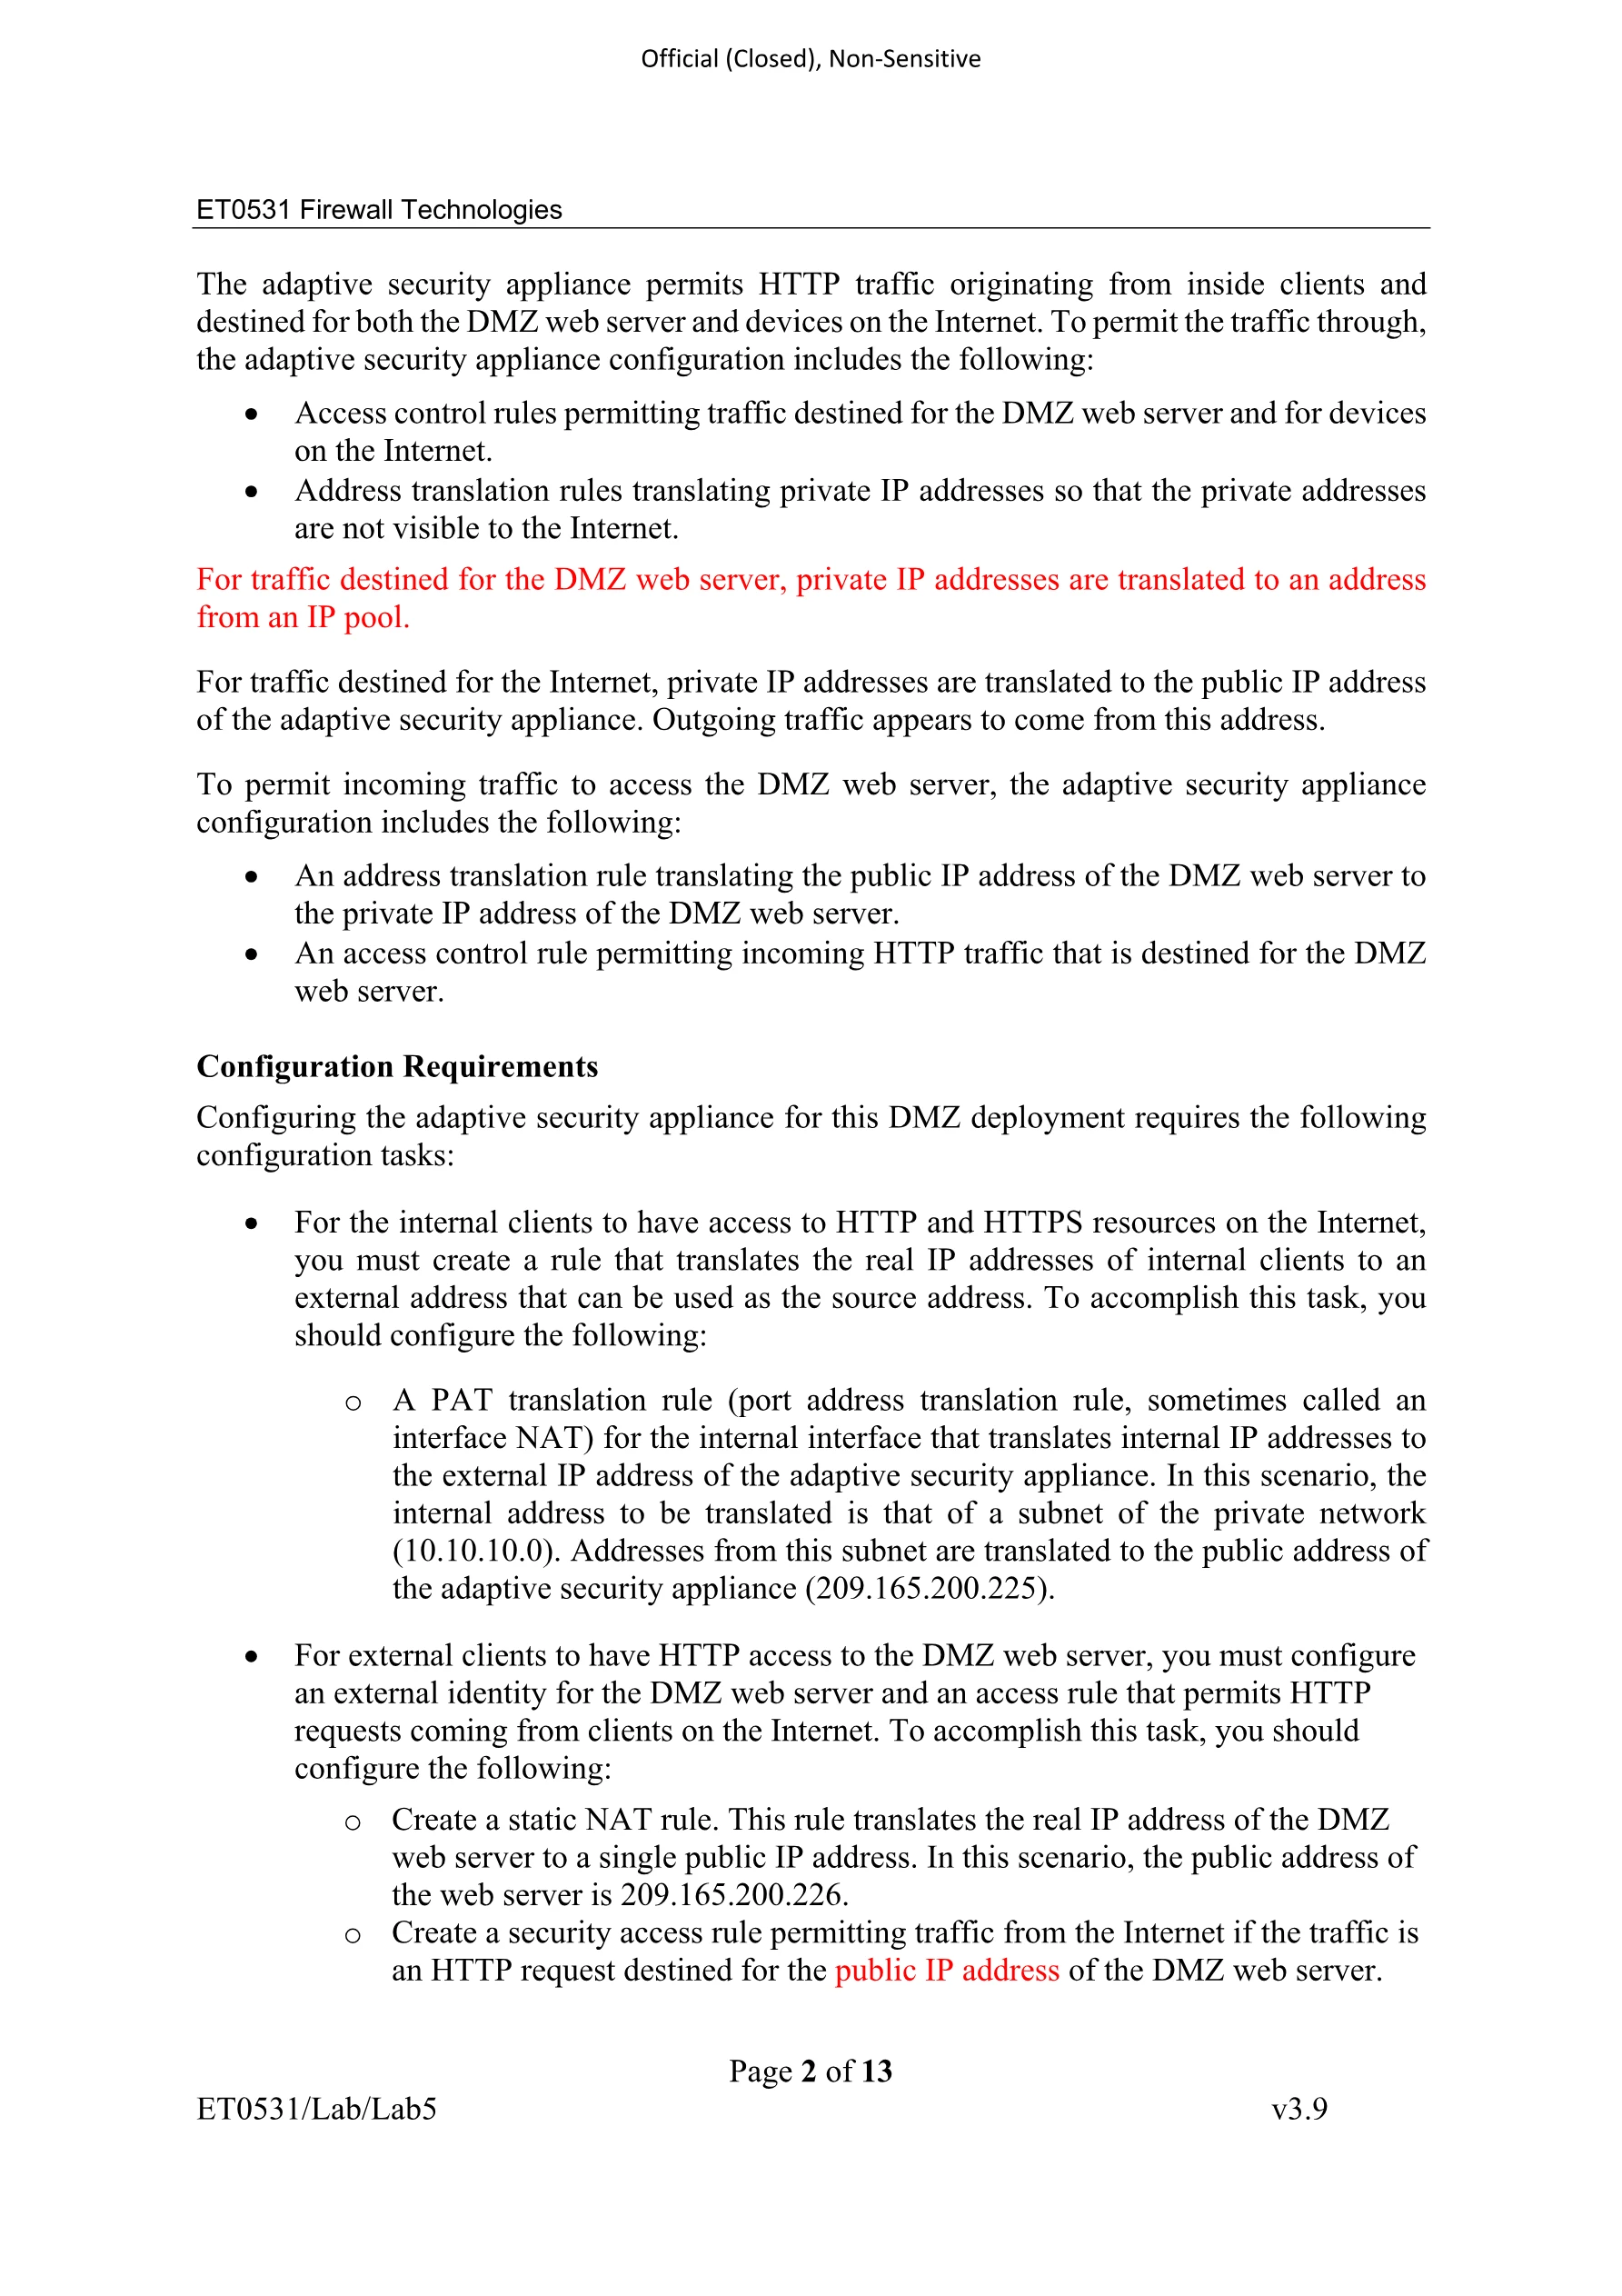 Official (Closed), Non-Sensitive
ET0531 Firewall Technologies
The adaptive security appliance permits HTTP traffic originating from inside clients and
destined for both the DMZ web server and devices on the Internet. To permit the traffic through,
the adaptive security appliance configuration includes the following:
• Access control rules permitting traffic destined for the DMZ web server and for devices
on the Internet.
• Address translation rules translating private IP addresses so that the private addresses
are not visible to the Internet.
For traffic destined for the DMZ web server, private IP addresses are translated to an address
from an IP pool.
For traffic destined for the Internet, private IP addresses are translated to the public IP address
of the adaptive security appliance. Outgoing traffic appears to come from this address.
To permit incoming traffic to access the DMZ web server, the adaptive security appliance
configuration includes the following:
• An address translation rule translating the public IP address of the DMZ web server to
the private IP address of the DMZ web server.
• An access control rule permitting incoming HTTP traffic that is destined for the DMZ
web server.
Configuration Requirements
Configuring the adaptive security appliance for this DMZ deployment requires the following
configuration tasks:
• For the internal clients to have access to HTTP and HTTPS resources on the Internet,
you must create a rule that translates the real IP addresses of internal clients to an
external address that can be used as the source address. To accomplish this task, you
should configure the following:
o A PAT translation rule (port address translation rule, sometimes called an
interface NAT) for the internal interface that translates internal IP addresses to
the external IP address of the adaptive security appliance. In this scenario, the
internal address to be translated is that of a subnet of the private network
(10.10.10.0). Addresses from this subnet are translated to the public address of
the adaptive security appliance (209.165.200.225).
• For external clients to have HTTP access to the DMZ web server, you must configure
an external identity for the DMZ web server and an access rule that permits HTTP
requests coming from clients on the Internet. To accomplish this task, you should
configure the following:
o Create a static NAT rule. This rule translates the real IP address of the DMZ
web server to a single public IP address. In this scenario, the public address of
the web server is 209.165.200.226.
o Create a security access rule permitting traffic from the Internet if the traffic is
an HTTP request destined for the public IP address of the DMZ web server.
Page 2 of 13
ET0531/Lab/Lab5 v3.9